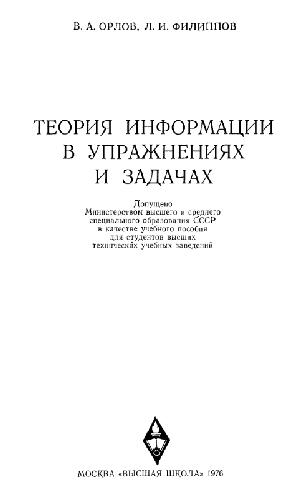 В. А. ОРЛОВ, Л. И. ФИЛИППОВ
ТЕОРИЯ ИНФОРМАЦИИ
В УПРАЖНЕНИЯХ
И ЗАДАЧАХ
Допущено
Министерством высшего и среднего
специального образования СССР
в качестве учебного пособия
для студентов высших
технических учебных заведений
МОСКВА «ВЫСШАЯ ШКОЛА» 1976